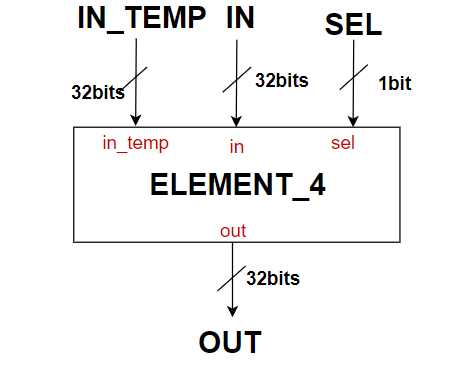 IN_TEMP IN SEL
32bits 32bits 1bit
in_temp in sel
ELEMENT_4
out
32bits
OUT